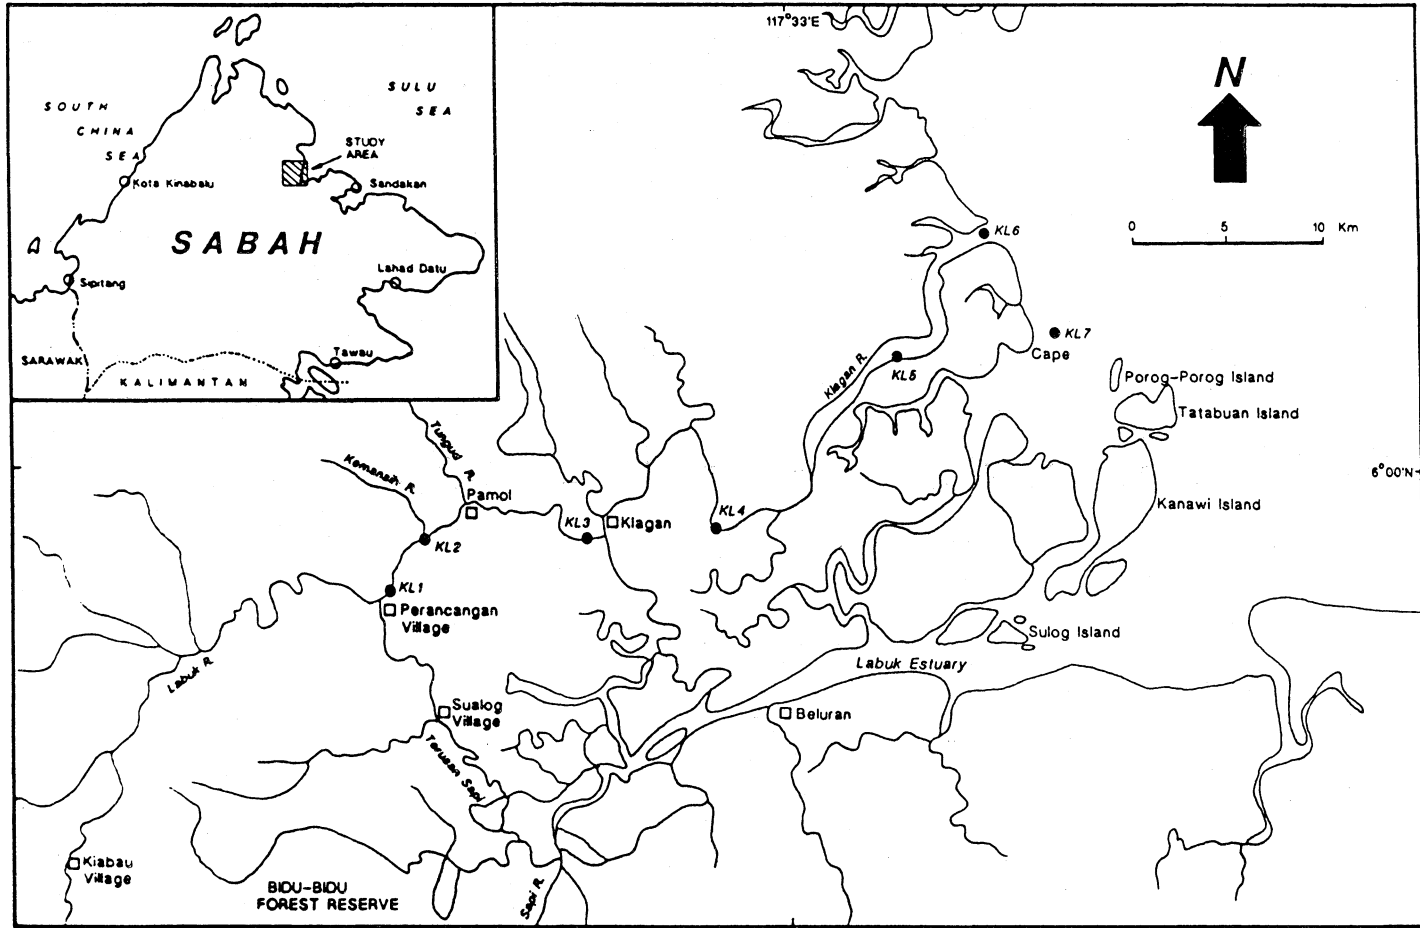 SOUTH
CHINA
SEA
SULU
SEA
STUDY
AREA
Kota Kinabalu
Sandakan
SABAH
Lahad Datu
Sipitang
Tawau
SARAWAK
KALIMANTAN
117°33'E
N
0 5 10 Km
KL6
KL7
Cape
Klagan R.
KL5
Porog-Porog Island
Tatabuan Island
6°00'N
Kanawi Island
Tungud R.
Kemansih R.
Pamol
KL3
Klagan
KL4
KL2
KL1
Perancangan
Village
Sulog Island
Labuk Estuary
Labuk R.
Sualog
Village
Beluran
Terusan Sapi
Kiabau
Village
BIDU-BIDU
FOREST RESERVE
Sapi R.